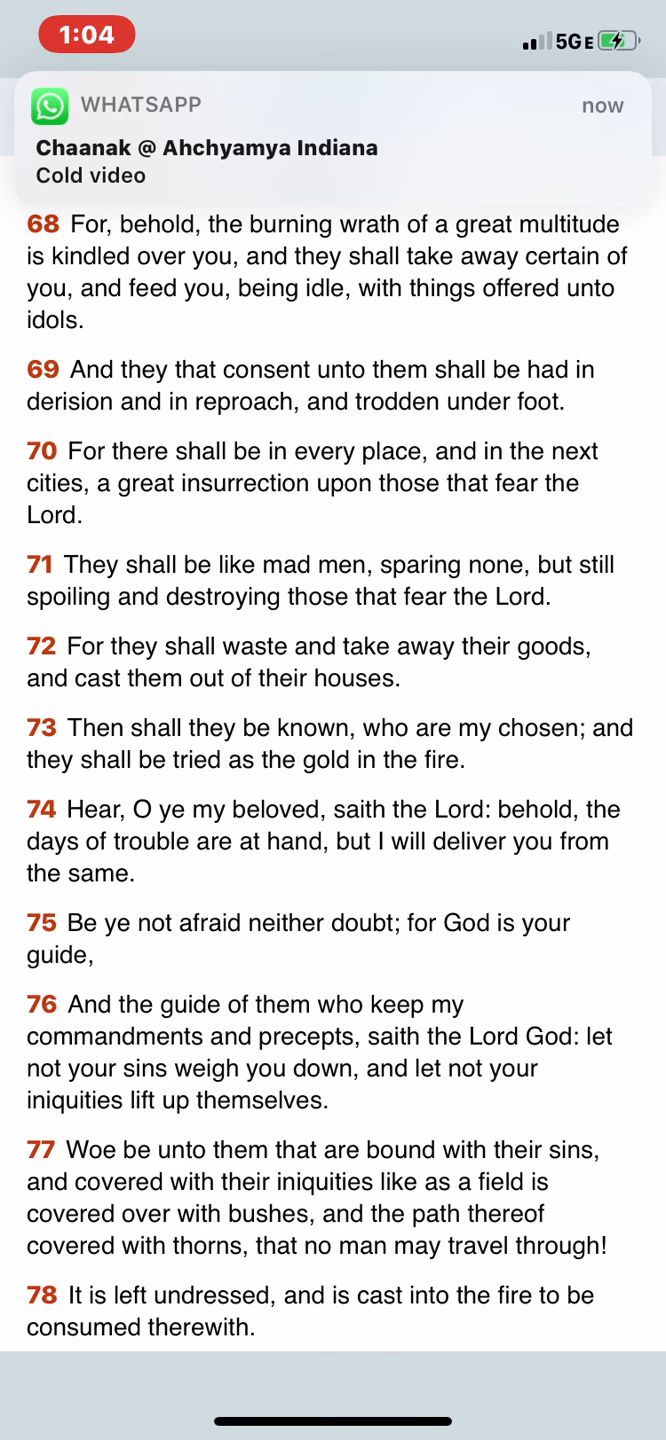 1:04
5GE
WHATSAPP
now
Chaanak @ Ahchyamya Indiana
Cold video
68 For, behold, the burning wrath of a great multitude
is kindled over you, and they shall take away certain of
you, and feed you, being idle, with things offered unto
idols.
69 And they that consent unto them shall be had in
derision and in reproach, and trodden under foot.
70 For there shall be in every place, and in the next
cities, a great insurrection upon those that fear the
Lord.
71 They shall be like mad men, sparing none, but still
spoiling and destroying those that fear the Lord.
72 For they shall waste and take away their goods,
and cast them out of their houses.
73 Then shall they be known, who are my chosen; and
they shall be tried as the gold in the fire.
74 Hear, O ye my beloved, saith the Lord: behold, the
days of trouble are at hand, but I will deliver you from
the same.
75 Be ye not afraid neither doubt; for God is your
guide,
76 And the guide of them who keep my
commandments and precepts, saith the Lord God: let
not your sins weigh you down, and let not your
iniquities lift up themselves.
77 Woe be unto them that are bound with their sins,
and covered with their iniquities like as a field is
covered over with bushes, and the path thereof
covered with thorns, that no man may travel through!
78 It is left undressed, and is cast into the fire to be
consumed therewith.